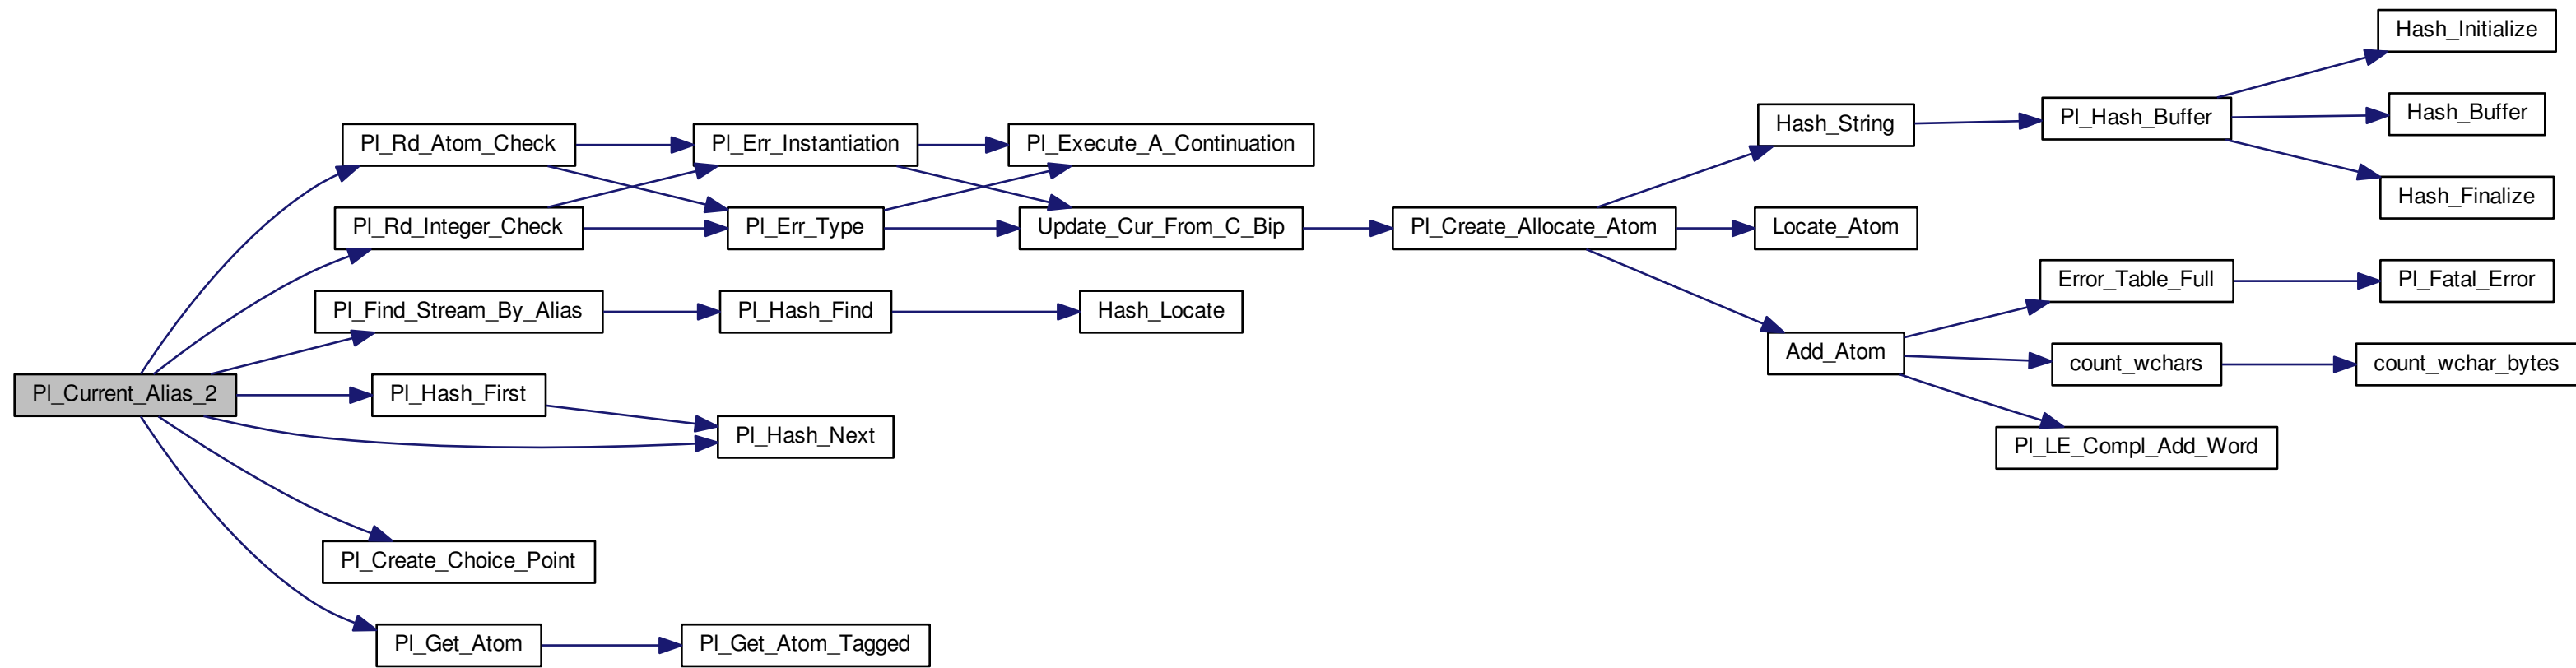 Pl_Current_Alias_2
Pl_Rd_Atom_Check
Pl_Rd_Integer_Check
Pl_Find_Stream_By_Alias
Pl_Hash_First
Pl_Create_Choice_Point
Pl_Get_Atom
Pl_Err_Instantiation
Pl_Err_Type
Pl_Hash_Find
Pl_Hash_Next
Pl_Get_Atom_Tagged
Pl_Execute_A_Continuation
Update_Cur_From_C_Bip
Hash_Locate
Pl_Create_Allocate_Atom
Hash_String
Locate_Atom
Add_Atom
Pl_Hash_Buffer
Error_Table_Full
count_wchars
Pl_LE_Compl_Add_Word
Hash_Initialize
Hash_Buffer
Hash_Finalize
Pl_Fatal_Error
count_wchar_bytes